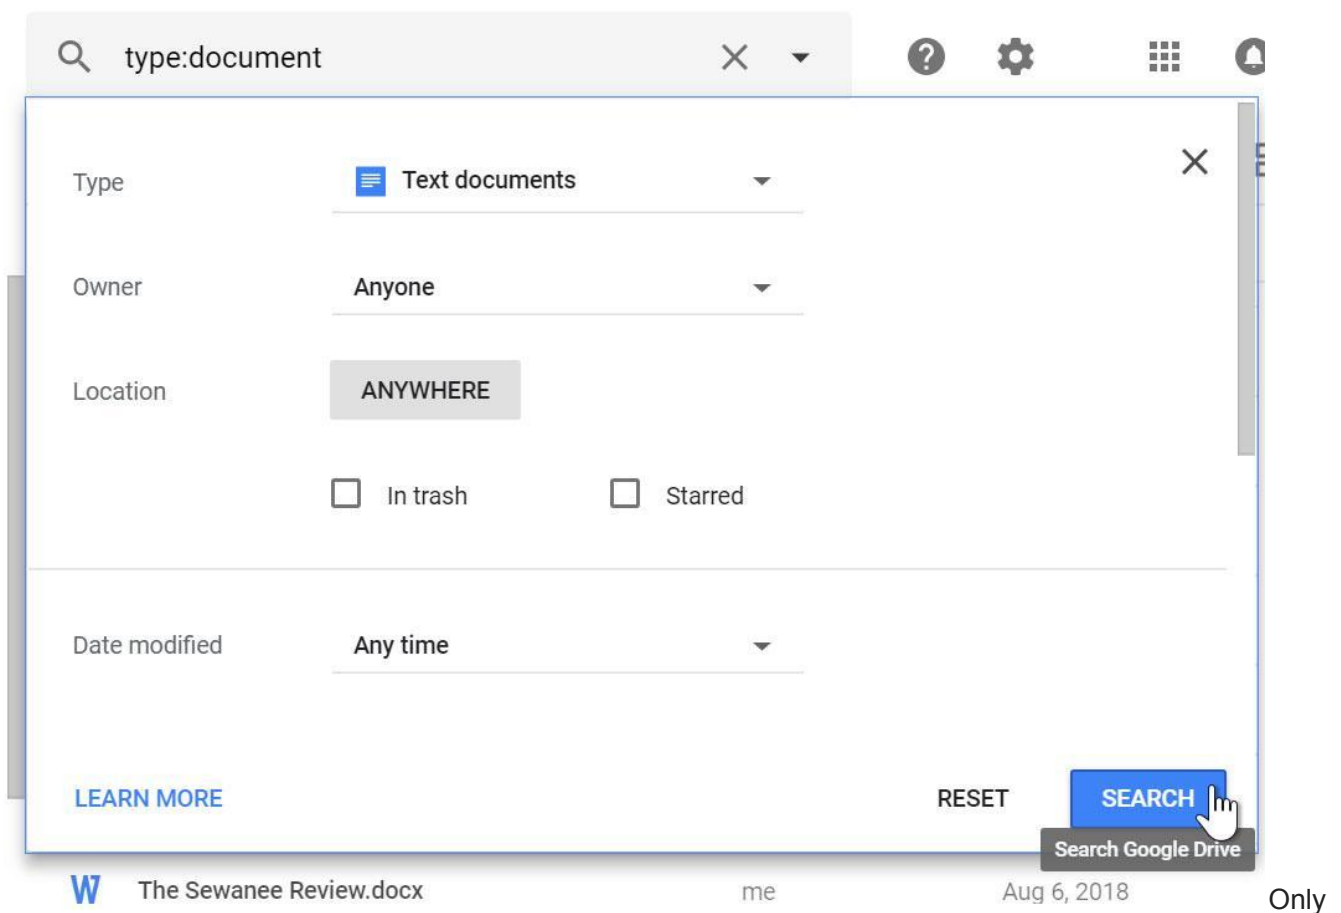 type:document
Type Text documents
Owner Anyone
Location ANYWHERE
In trash Starred
Date modified Any time
LEARN MORE RESET SEARCH
Search Google Drive
W The Sewanee Review.docx me Aug 6, 2018
Only